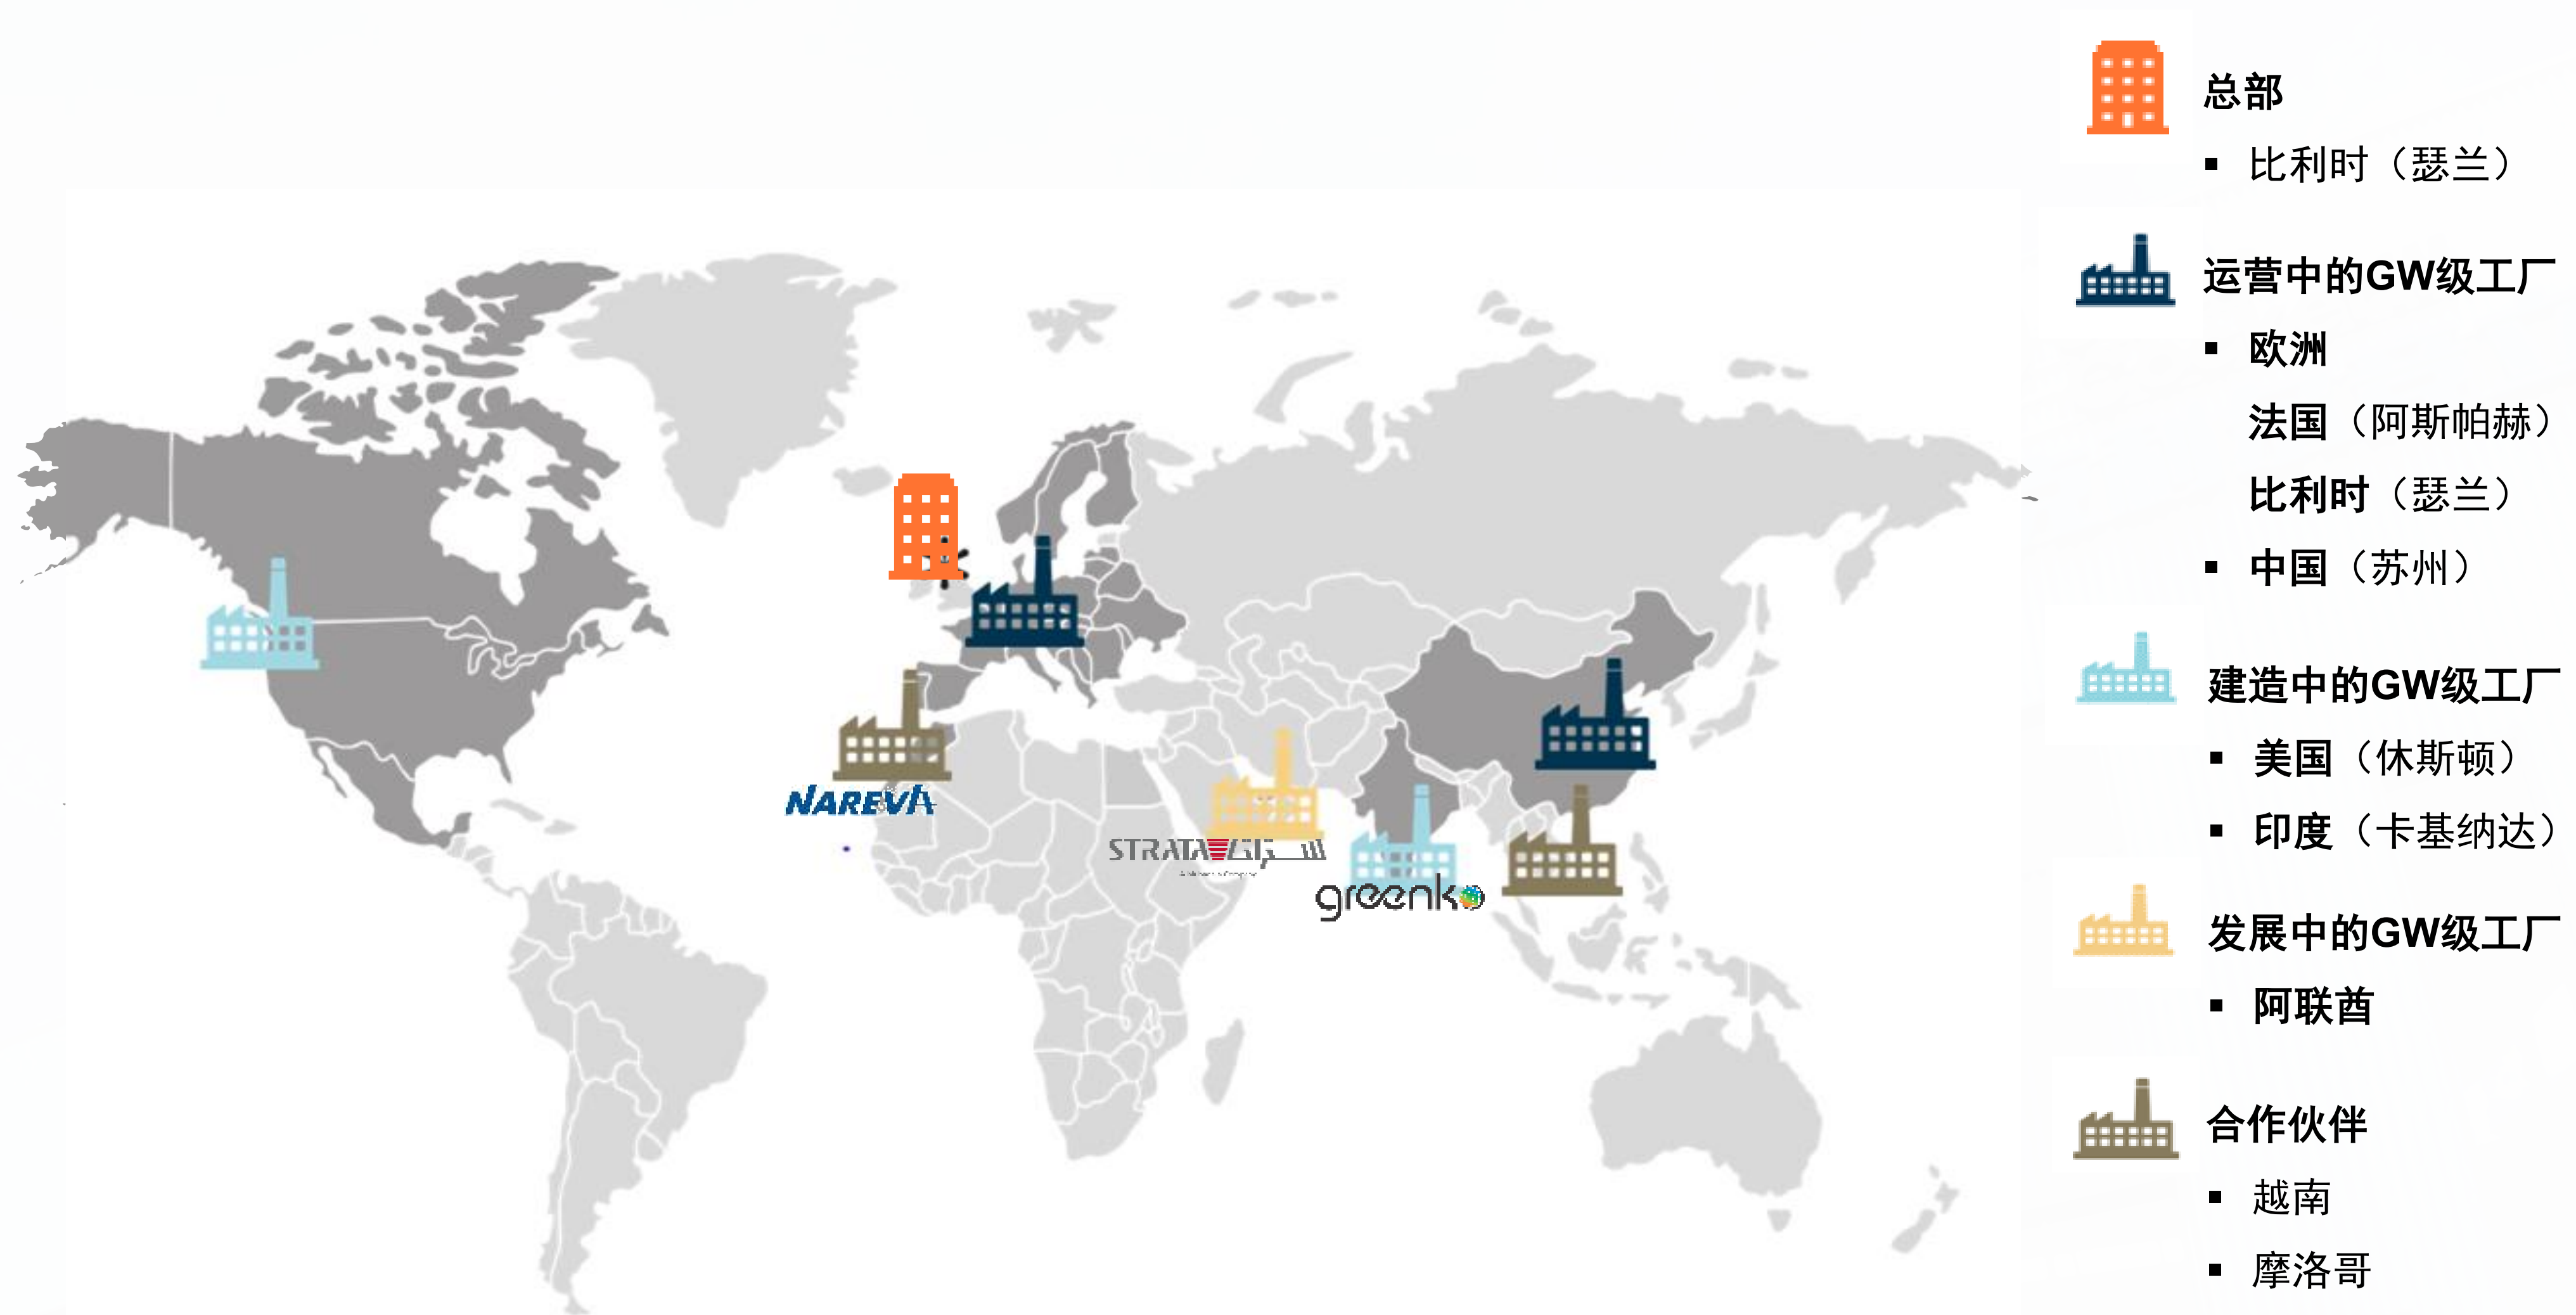 总部
▪ 比利时（瑟兰）
运营中的GW级工厂
▪ 欧洲
法国（阿斯帕赫）
比利时（瑟兰）
▪ 中国（苏州）
建造中的GW级工厂
▪ 美国（休斯顿）
▪ 印度（卡基纳达）
发展中的GW级工厂
▪ 阿联酋
合作伙伴
▪ 越南
▪ 摩洛哥
NAREVA
STRATA ستراتا
greenko